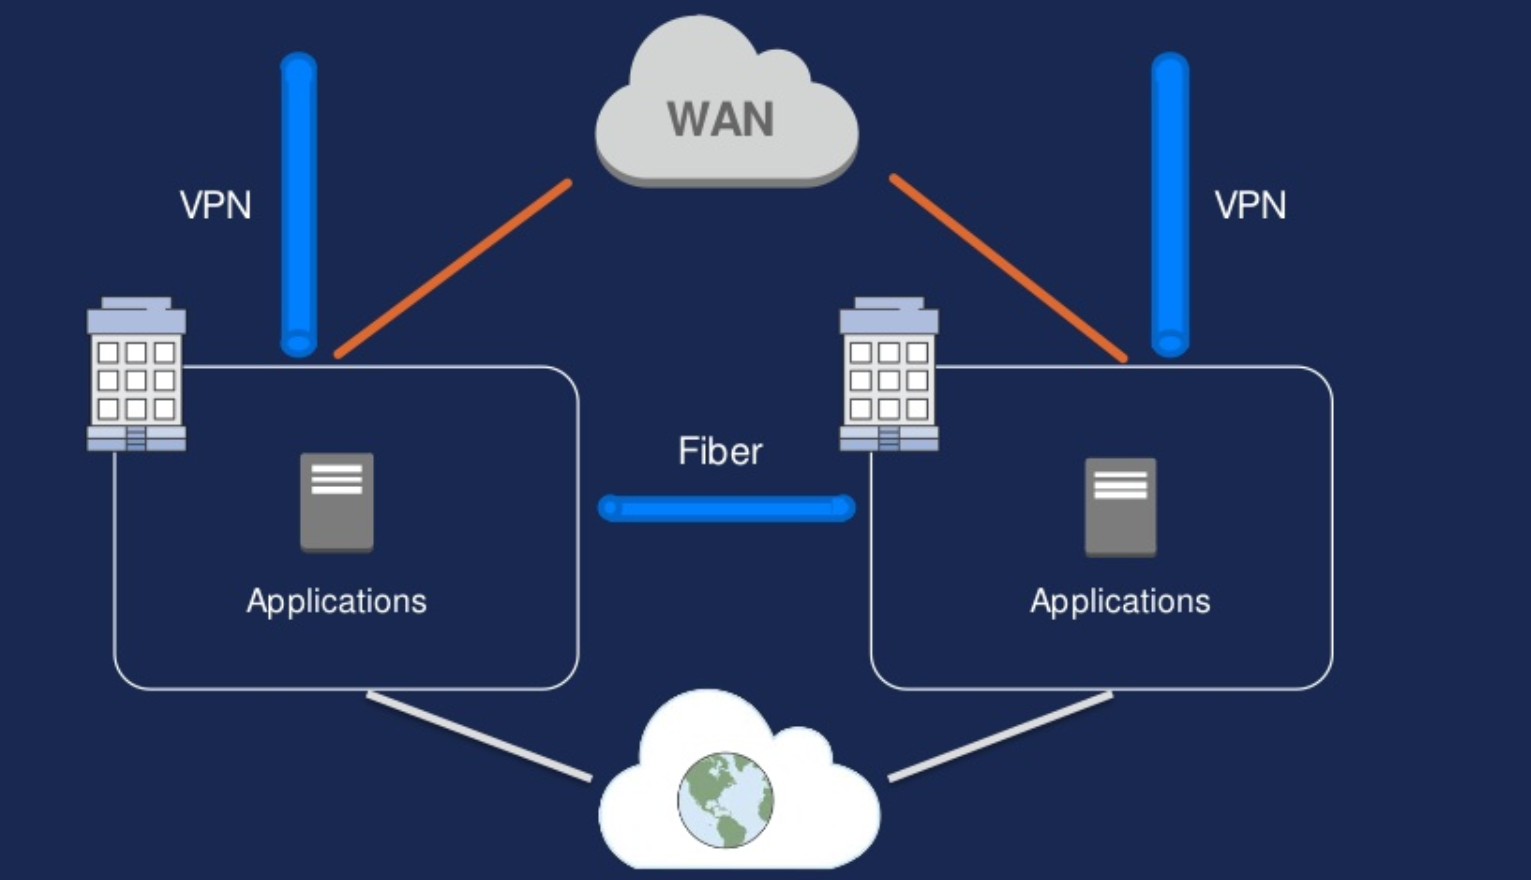 WAN
VPN
VPN
Fiber
Applications
Applications